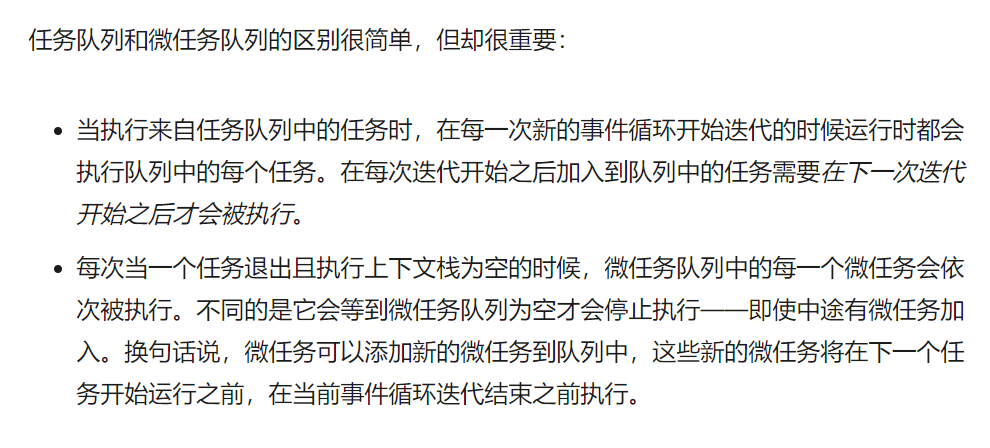 任务队列和微任务队列的区别很简单，但却很重要：
当执行来自任务队列中的任务时，在每一次新的事件循环开始迭代的时候运行时都会
执行队列中的每个任务。在每次迭代开始之后加入到队列中的任务需要在下一次迭代
开始之后才会被执行。
每次当一个任务退出且执行上下文栈为空的时候，微任务队列中的每一个微任务会依
次被执行。不同的是它会等到微任务队列为空才会停止执行——即使中途有微任务加
入。换句话说，微任务可以添加新的微任务到队列中，这些新的微任务将在下一个任
务开始运行之前，在当前事件循环迭代结束之前执行。